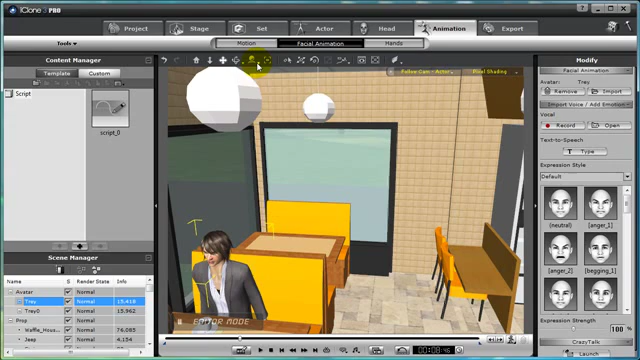 iClone 3 PRO
Project
Stage
Set
Actor
Head
Animation
Export
Tools
Motion
Facial Animation
Hands
Content Manager
Template
Custom
Script
script_0
Follow Cam - Actor
Pixel Shading
Modify
Facial Animation
Avatar: Trey
Remove
Import
Import Voice / Add Emotion
Vocal
Record
Open
Text-to-Speech
Type
Expression Style
Default
(neutral)
[anger_1]
[anger_2]
[begging_1]
Expression Strength
100 %
CrazyTalk
Launch
Scene Manager
Name
S
Render State
Info
Avatar
Trey
Normal
15,418
Trey0
Normal
15,962
Prop
Waffle_Hous..
Normal
76,085
Jeep
Normal
4,154
EDITOR MODE